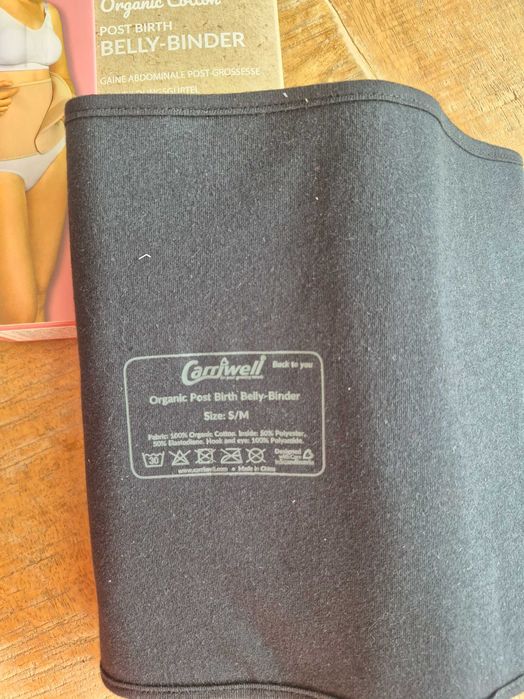 Organic Cotton
POST BIRTH
BELLY-BINDER
GAINE ABDOMINALE POST-GROSSESSE
Carriwell Back to you
Organic Post Birth Belly-Binder
Size: S/M
Fabric: 100% Organic Cotton. Inside: 50% Polyester,
50% Elastodiene. Hook and eye: 100% Polyamide.
30
Designed
www.carriwell.com Made in China